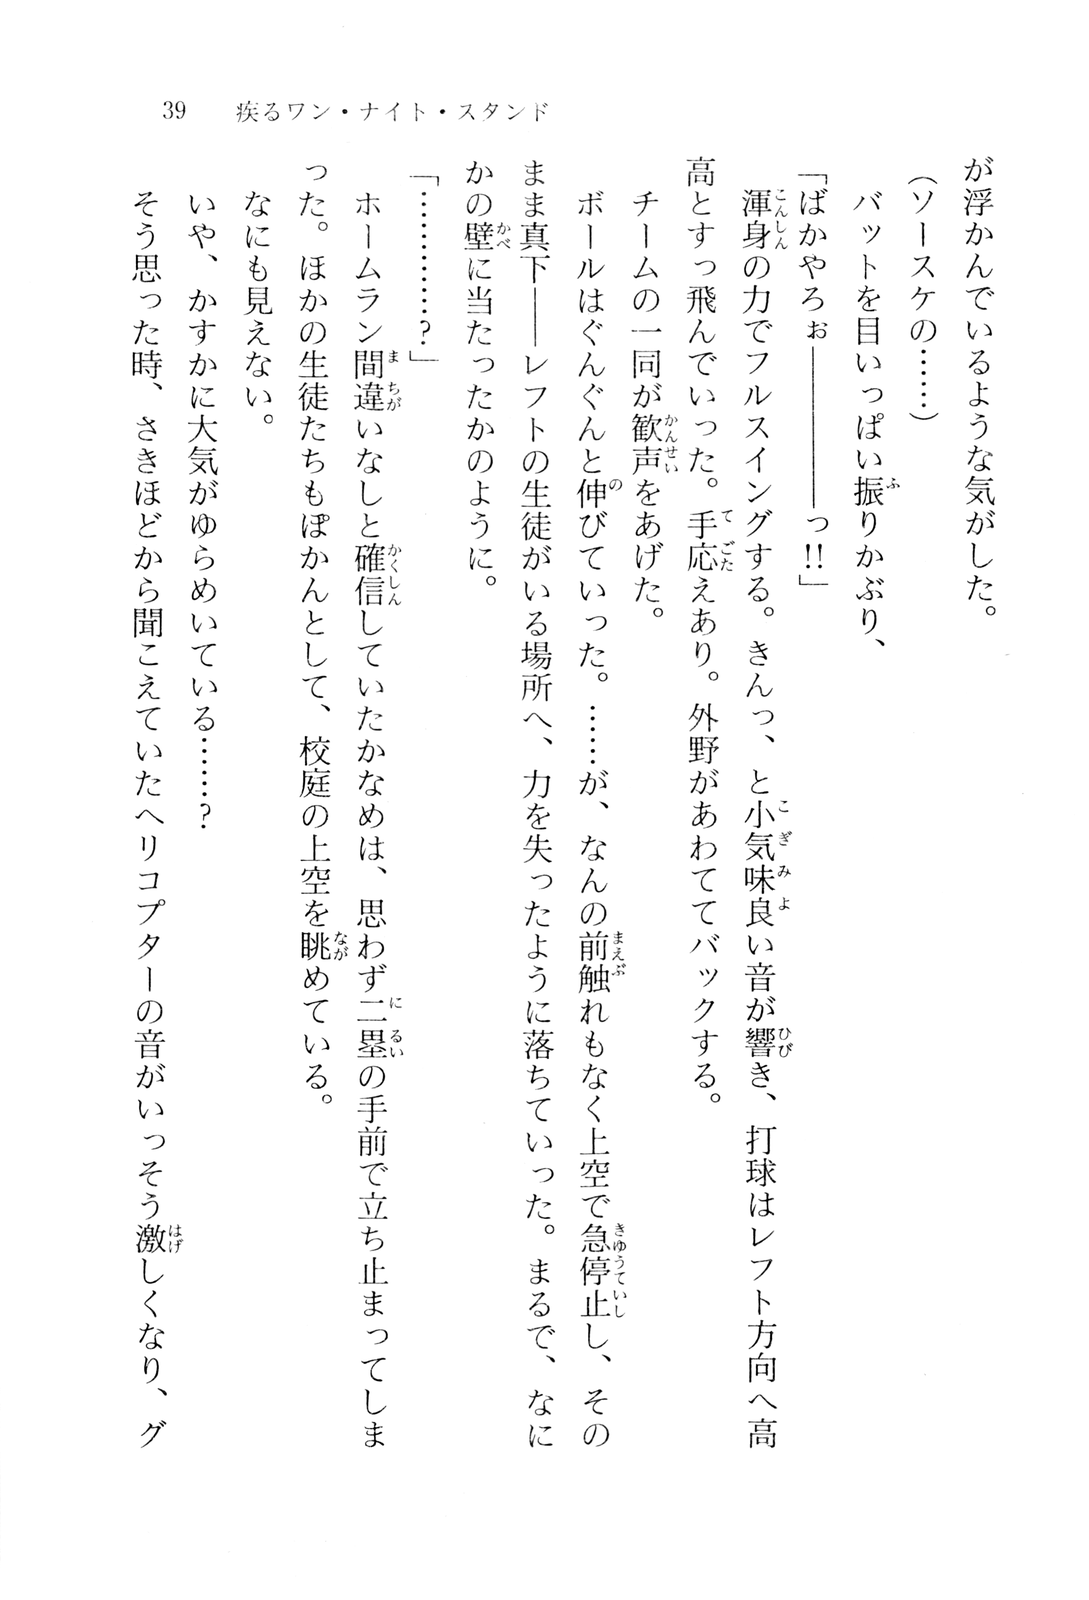 39　疾るワン・ナイト・スタンド
が浮かんでいるような気がした。
（ソースケの……）
　バットを目いっぱい振りかぶり、
「ばかやろぉ―――――っ!!」
　渾身の力でフルスイングする。きんっ、と小気味良い音が響き、打球はレフト方向へ高
高とすっ飛んでいった。手応えあり。外野があわててバックする。
　チームの一同が歓声をあげた。
　ボールはぐんぐんと伸びていった。……が、なんの前触れもなく上空で急停止し、その
まま真下――レフトの生徒がいる場所へ、力を失ったように落ちていった。まるで、なに
かの壁に当たったかのように。
「…………?」
　ホームラン間違いなしと確信していたかなめは、思わず二塁の手前で立ち止まってしま
った。ほかの生徒たちもぽかんとして、校庭の上空を眺めている。
なにも見えない。
　いや、かすかに大気がゆらめいている……?
　そう思った時、さきほどから聞こえていたヘリコプターの音がいっそう激しくなり、グ